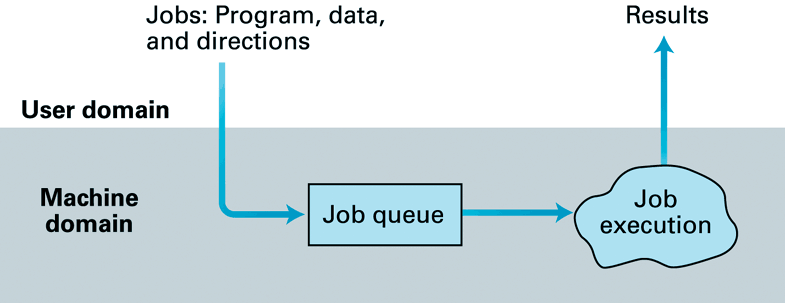 Jobs: Program, data,
and directions
Results
User domain
Machine
domain
Job queue
Job
execution